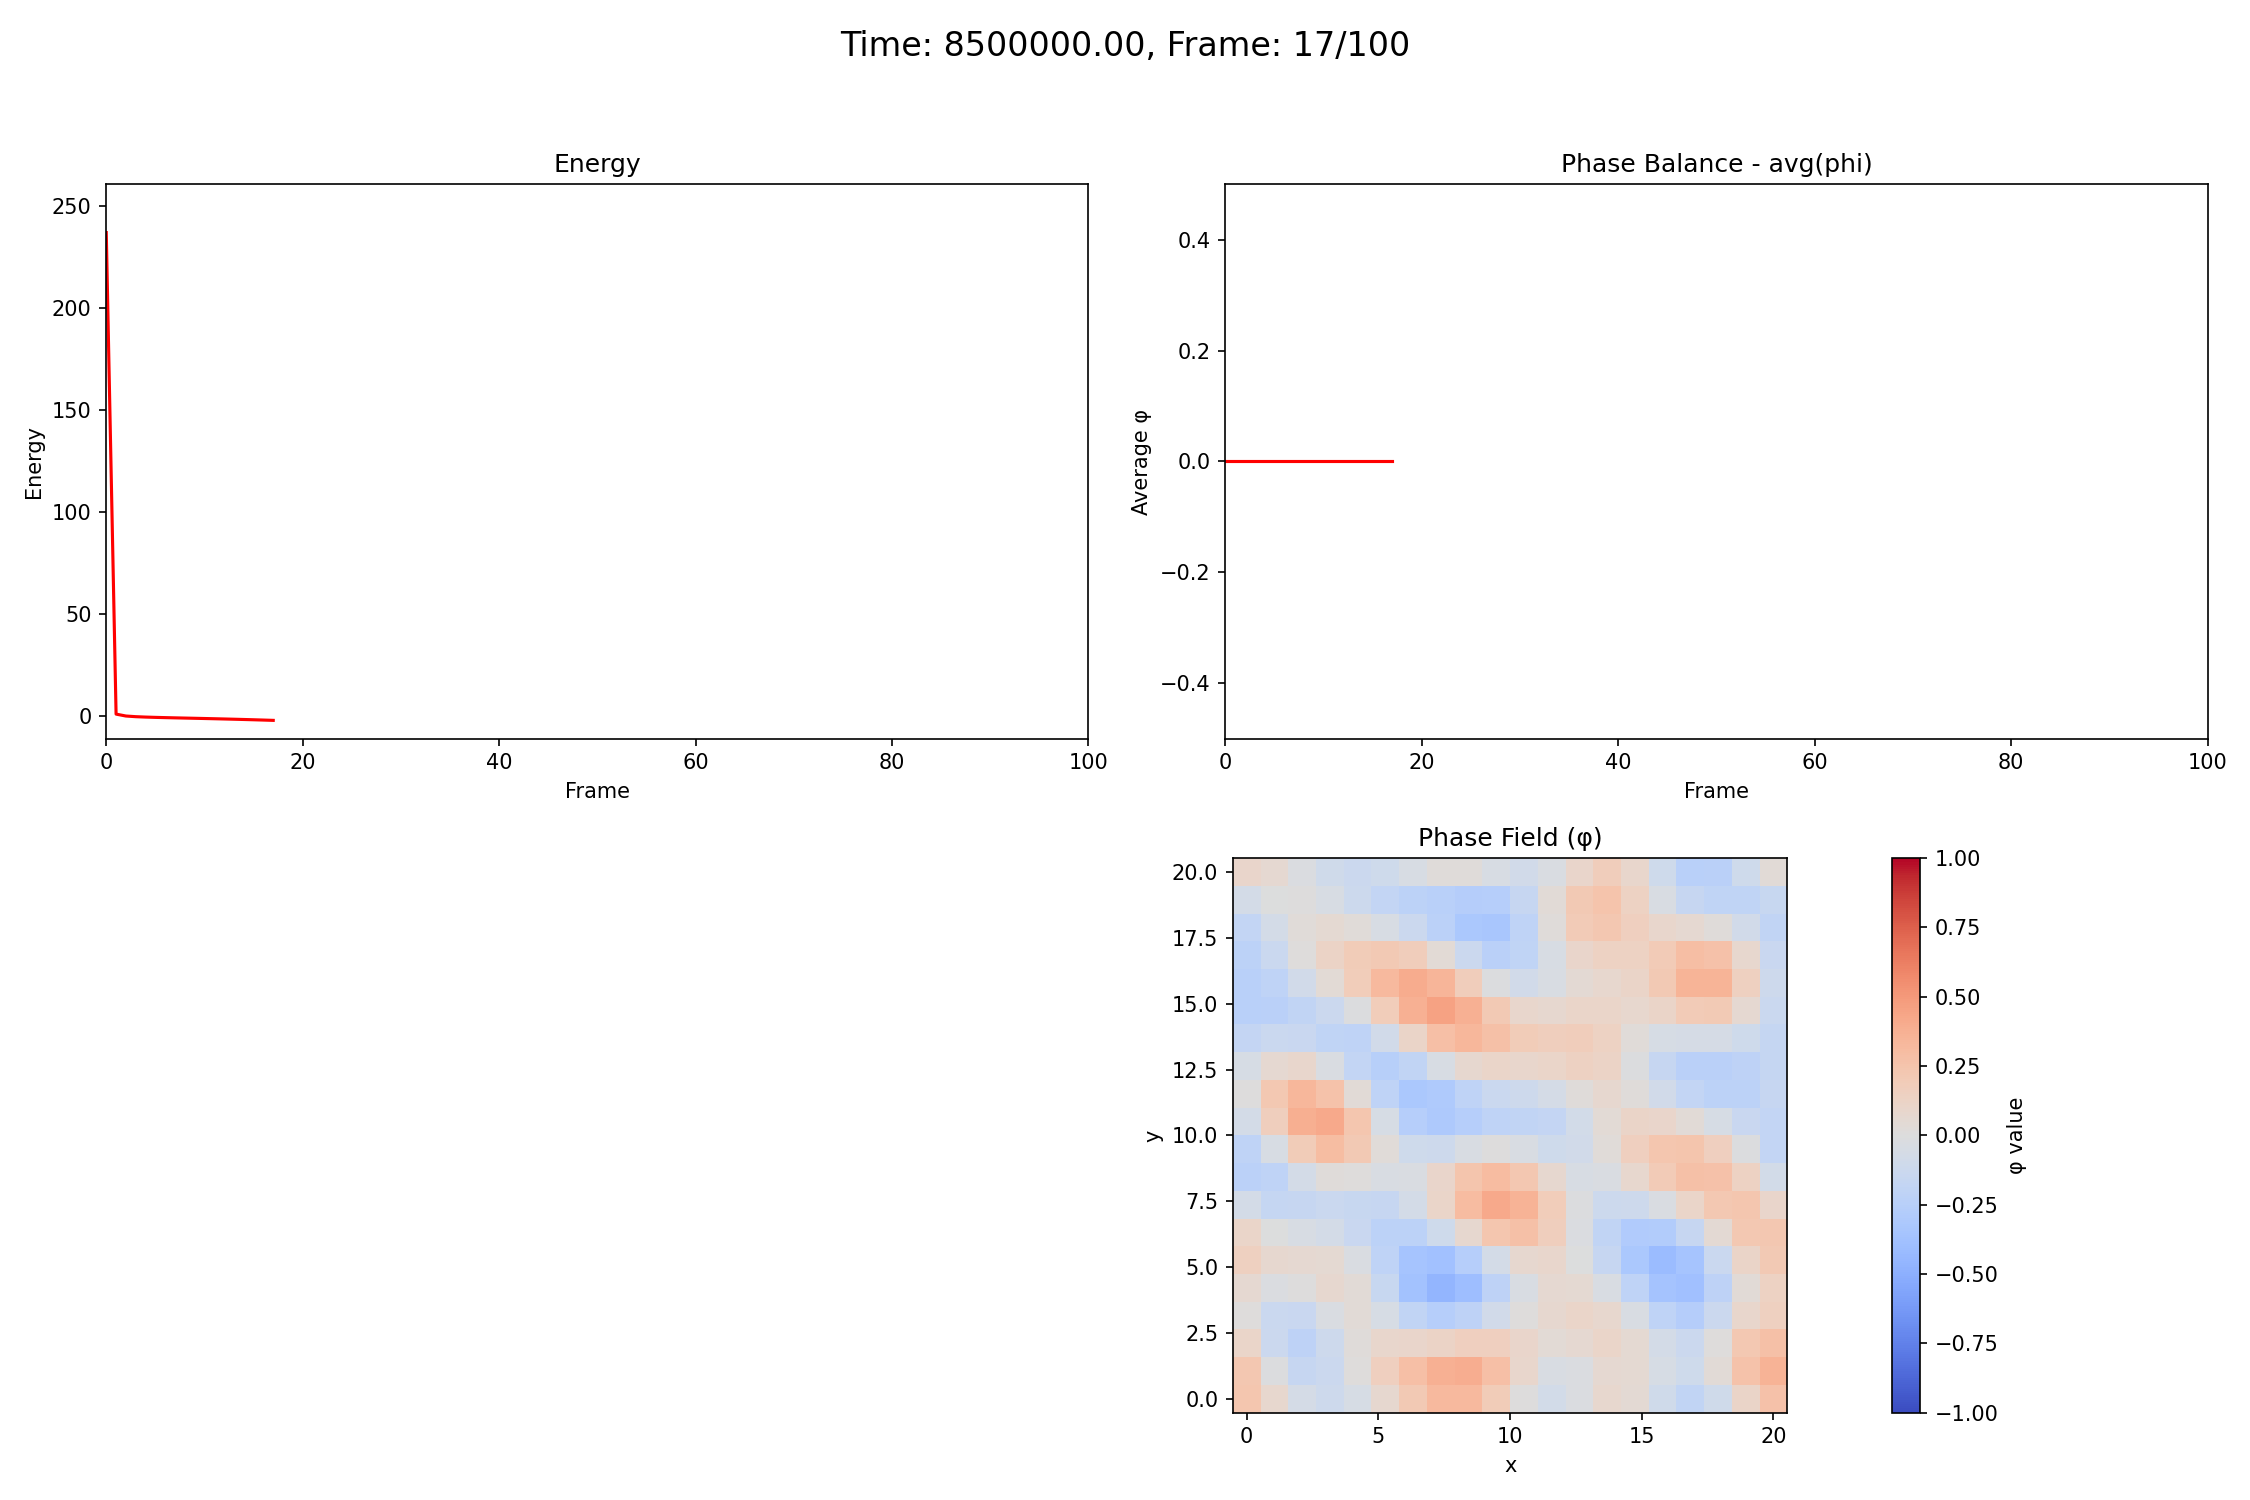 Time: 8500000.00, Frame: 17/100
Energy
250
200
150
100
50
0
Energy
0 20 40 60 80 100
Frame
Phase Balance - avg(phi)
0.4
0.2
0.0
−0.2
−0.4
Average φ
0 20 40 60 80 100
Frame
Phase Field (φ)
20.0
17.5
15.0
12.5
10.0
7.5
5.0
2.5
0.0
y
0 5 10 15 20
x
1.00
0.75
0.50
0.25
0.00
−0.25
−0.50
−0.75
−1.00
φ value